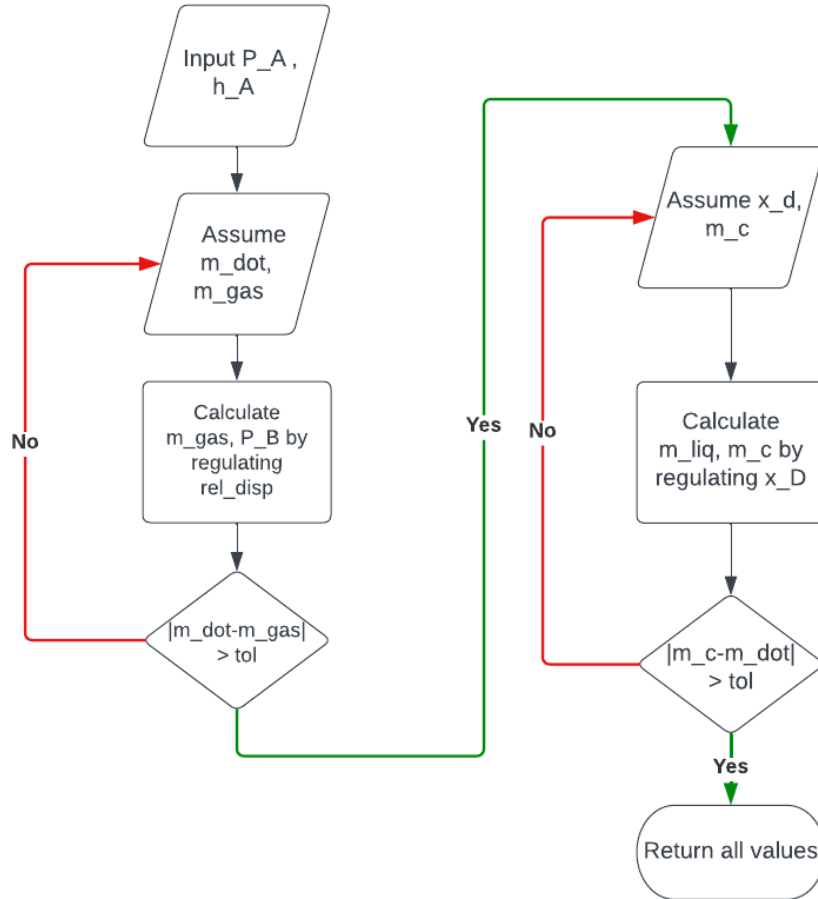 Input P_A ,
h_A
Assume
m_dot,
m_gas
Calculate
m_gas, P_B by
regulating
rel_disp
No
|m_dot-m_gas|
> tol
Yes
Assume x_d,
m_c
Calculate
m_liq, m_c by
regulating x_D
No
|m_c-m_dot|
> tol
Yes
Return all values